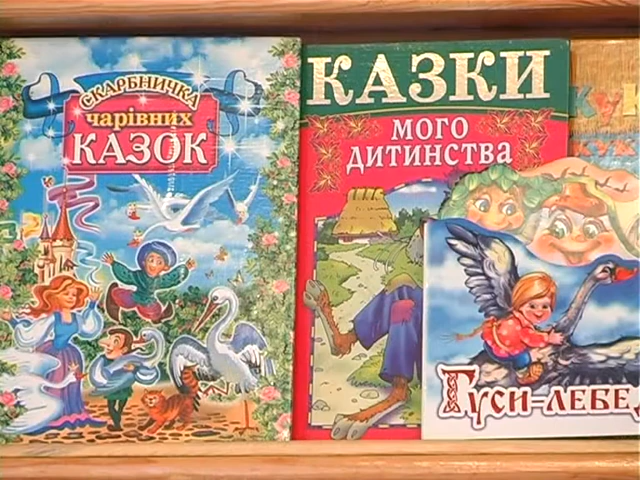 СКАРБНИЧКА
ЧАРІВНИХ
КАЗОК
КАЗКИ
МОГО
ДИТИНСТВА
Гуси-лебе